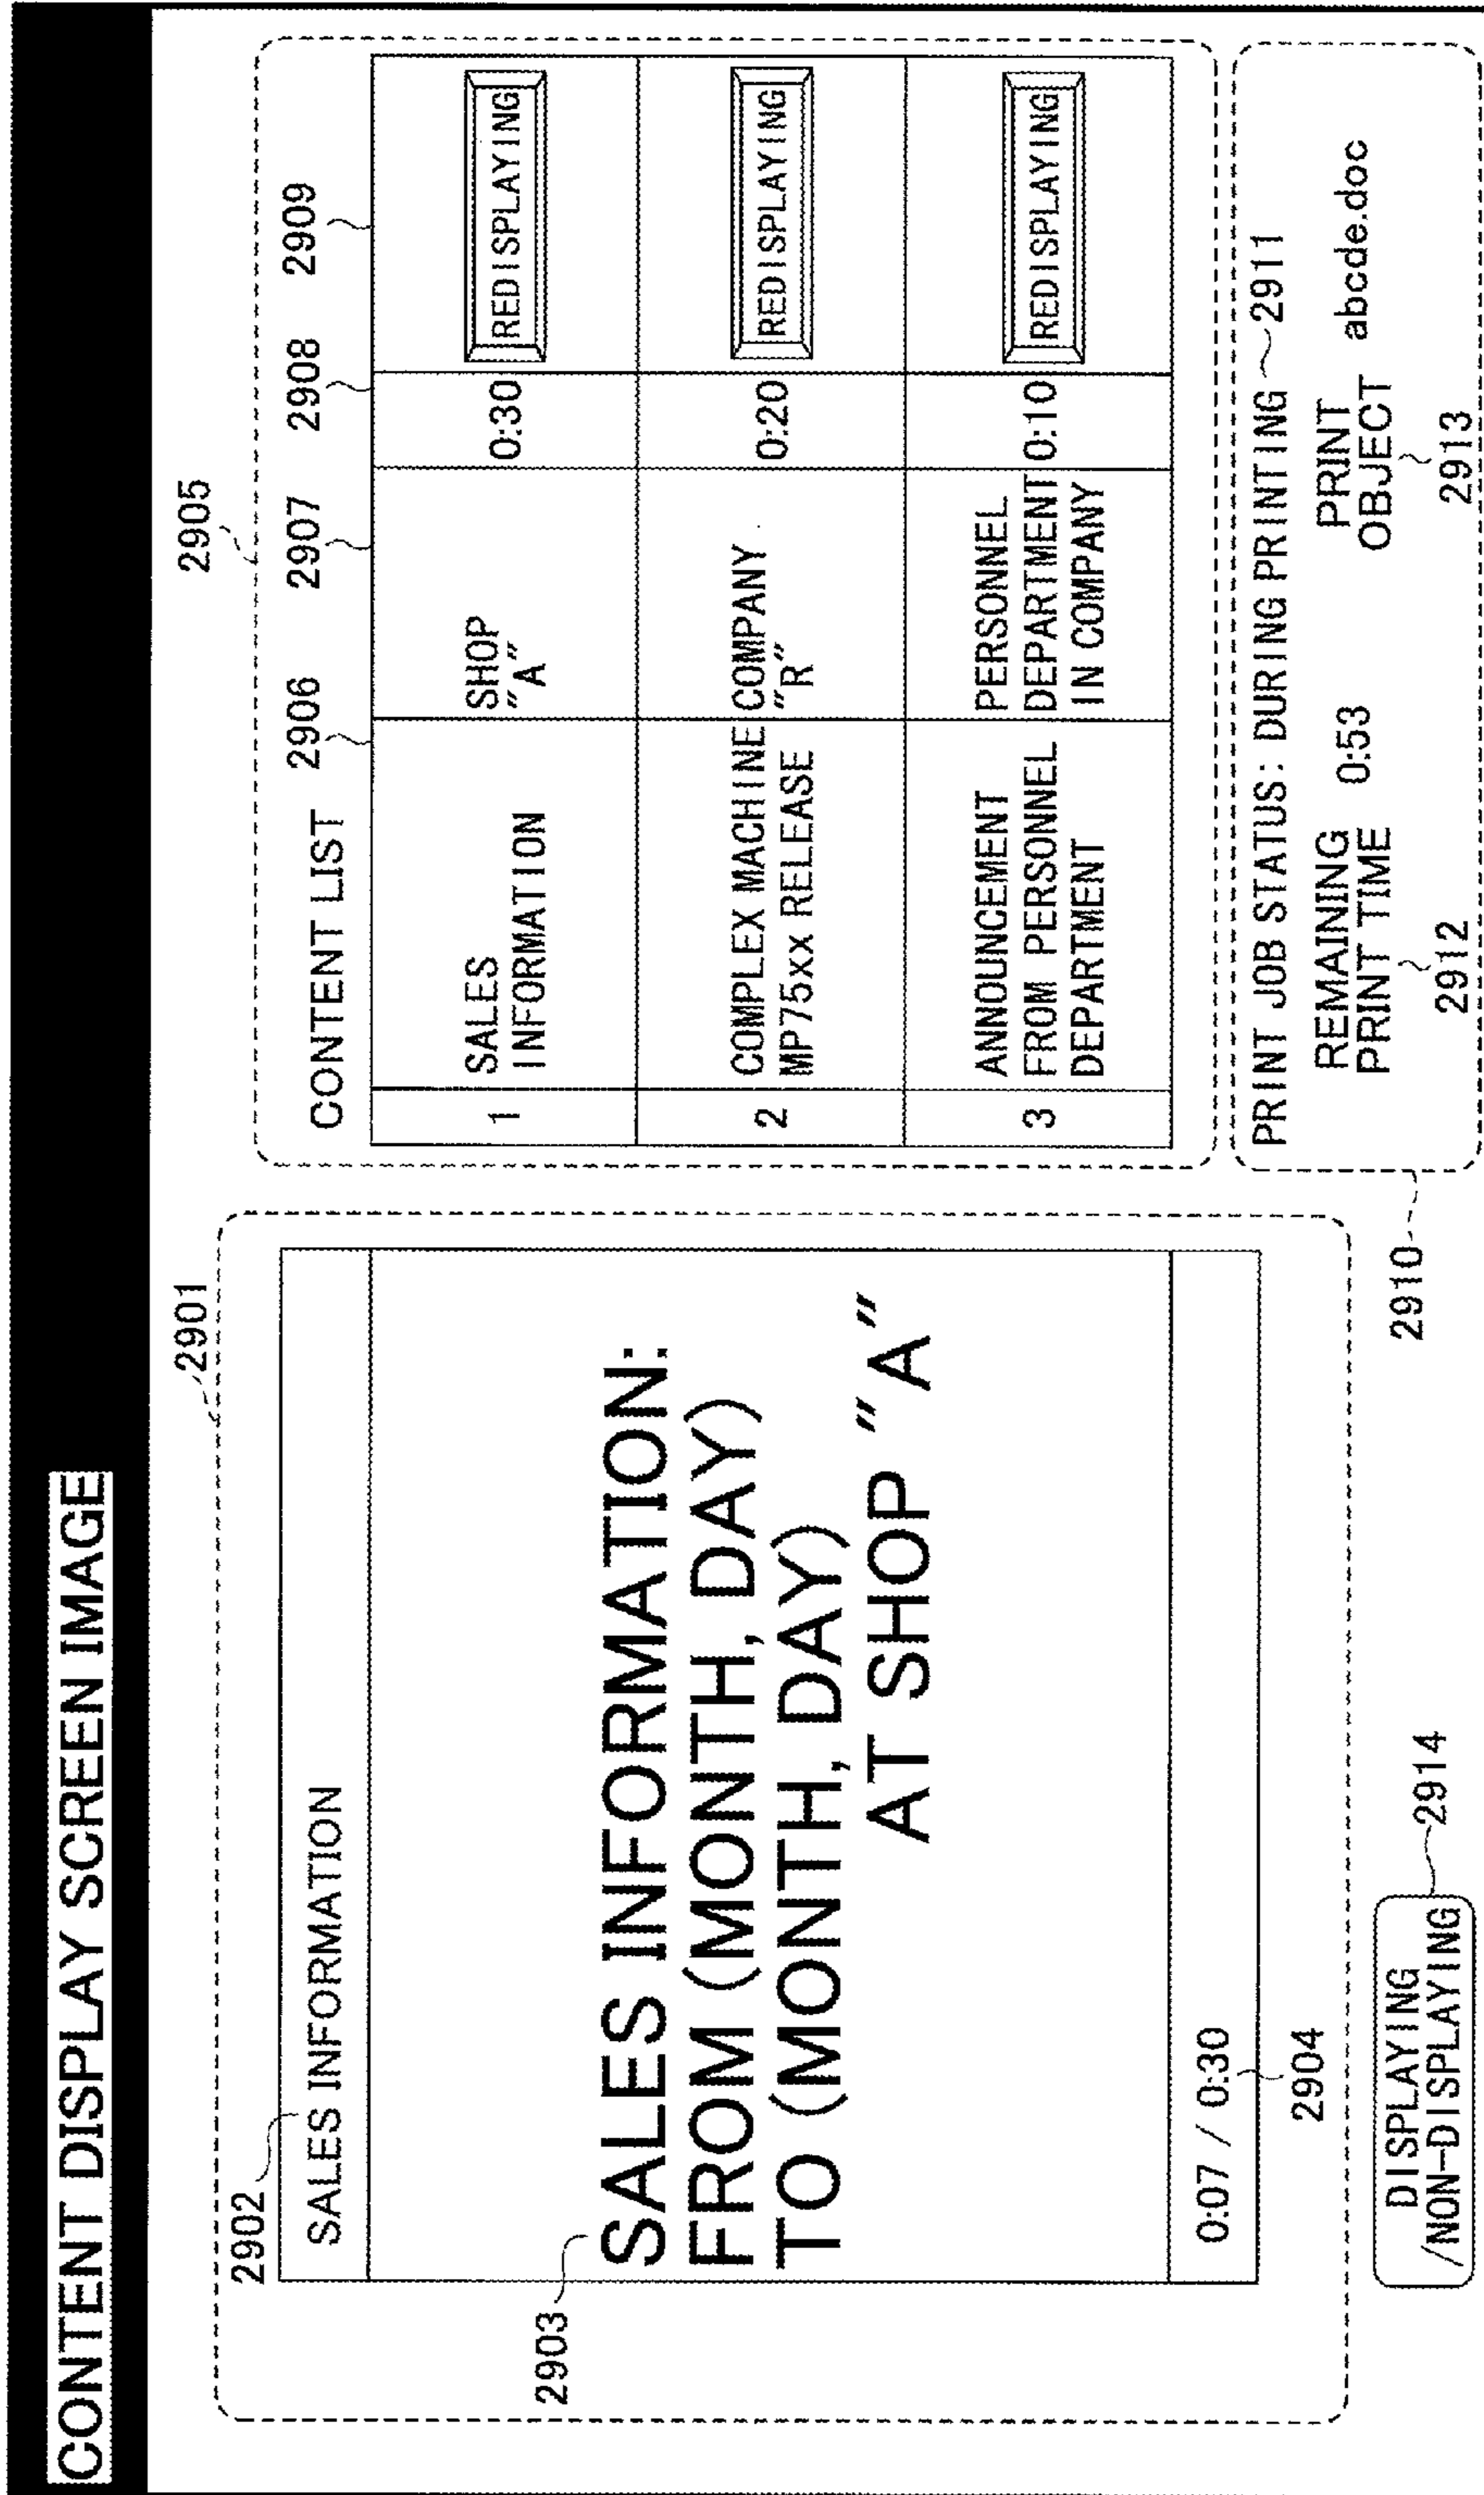 CONTENT DISPLAY SCREEN IMAGE
2901
2902
SALES INFORMATION
2903
SALES INFORMATION:
FROM (MONTH, DAY)
TO (MONTH, DAY)
AT SHOP "A"
0:07 / 0:30
2904
DISPLAYING
/NON-DISPLAYING
2914
2905
CONTENT LIST
2906 2907 2908 2909
1
SALES
INFORMATION
SHOP
"A"
0:30
REDISPLAYING
2
COMPLEX MACHINE
MP75xx RELEASE
COMPANY
"R"
0:20
REDISPLAYING
3
ANNOUNCEMENT
FROM PERSONNEL
DEPARTMENT
PERSONNEL
DEPARTMENT
IN COMPANY
0:10
REDISPLAYING
2910
PRINT JOB STATUS: DURING PRINTING 2911
REMAINING
PRINT TIME
0:53
2912
PRINT
OBJECT
abcde.doc
2913